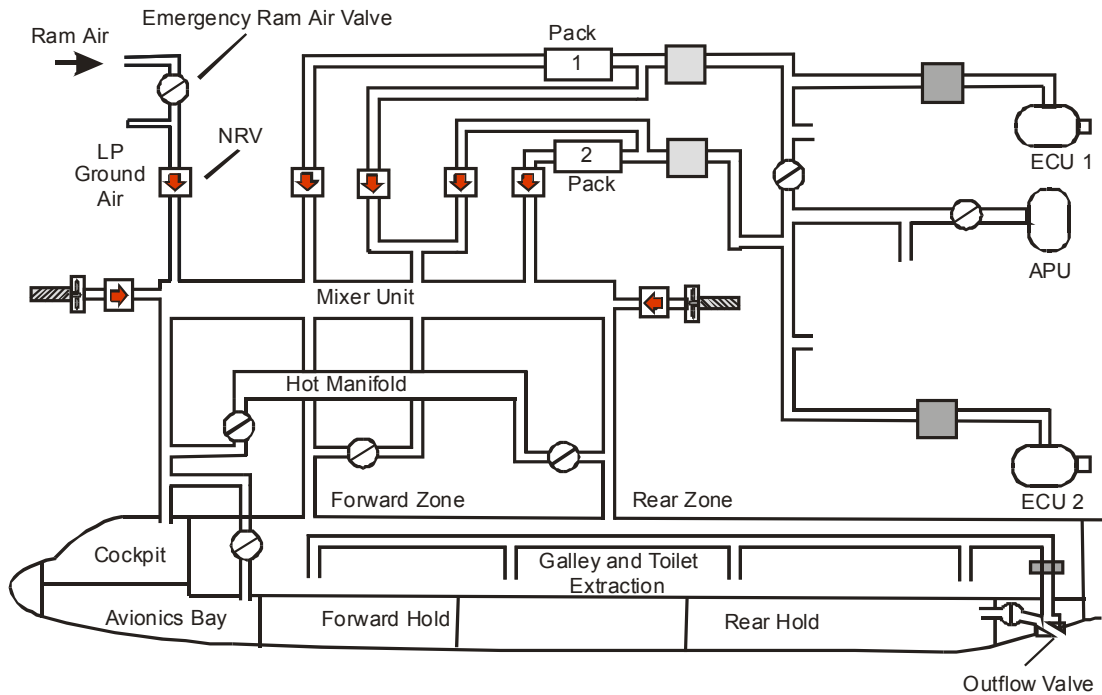 Emergency Ram Air Valve
Ram Air
Pack
1
NRV
LP
Ground
Air
2
Pack
ECU 1
APU
Mixer Unit
Hot Manifold
Forward Zone
Rear Zone
ECU 2
Cockpit
Galley and Toilet
Extraction
Avionics Bay
Forward Hold
Rear Hold
Outflow Valve